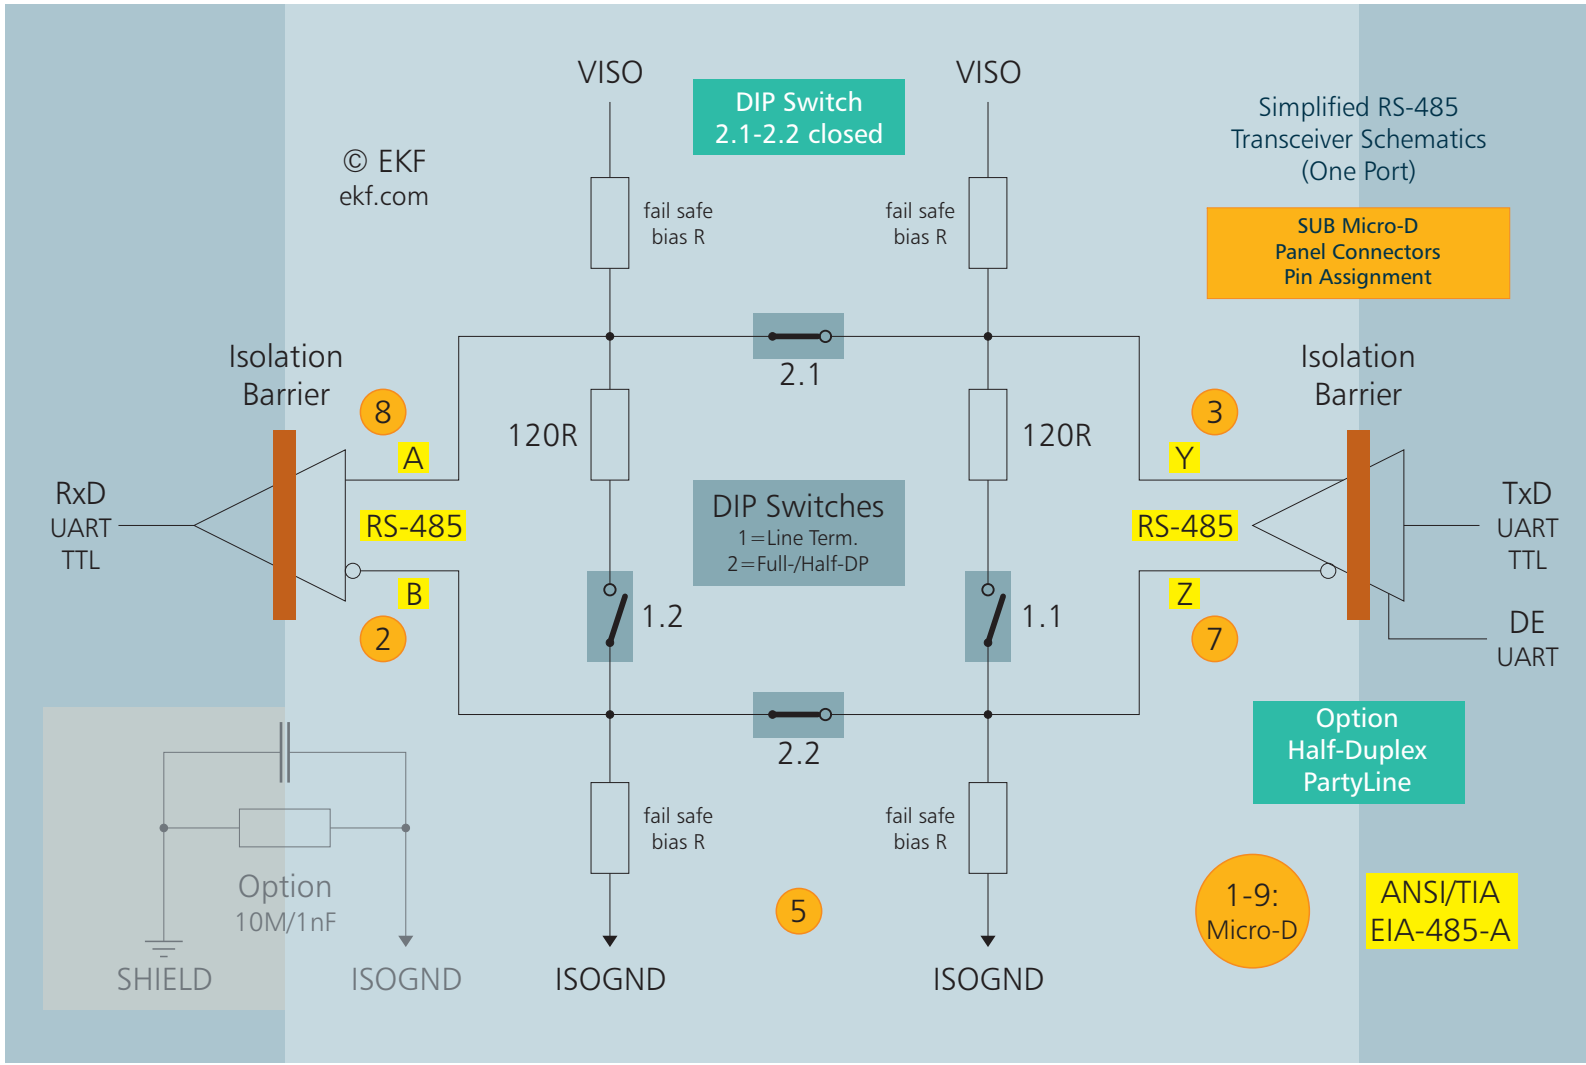 VISO
VISO
DIP Switch
2.1-2.2 closed
Simplified RS-485
Transceiver Schematics
(One Port)
© EKF
ekf.com
fail safe
bias R
fail safe
bias R
SUB Micro-D
Panel Connectors
Pin Assignment
Isolation
Barrier
2.1
Isolation
Barrier
8
3
120R
120R
A
Y
RxD
UART
TTL
RS-485
DIP Switches
1=Line Term.
2=Full-/Half-DP
RS-485
TxD
UART
TTL
B
Z
1.2
1.1
2
7
DE
UART
2.2
Option
Half-Duplex
PartyLine
fail safe
bias R
fail safe
bias R
Option
10M/1nF
5
1-9:
Micro-D
ANSI/TIA
EIA-485-A
SHIELD
ISOGND
ISOGND
ISOGND